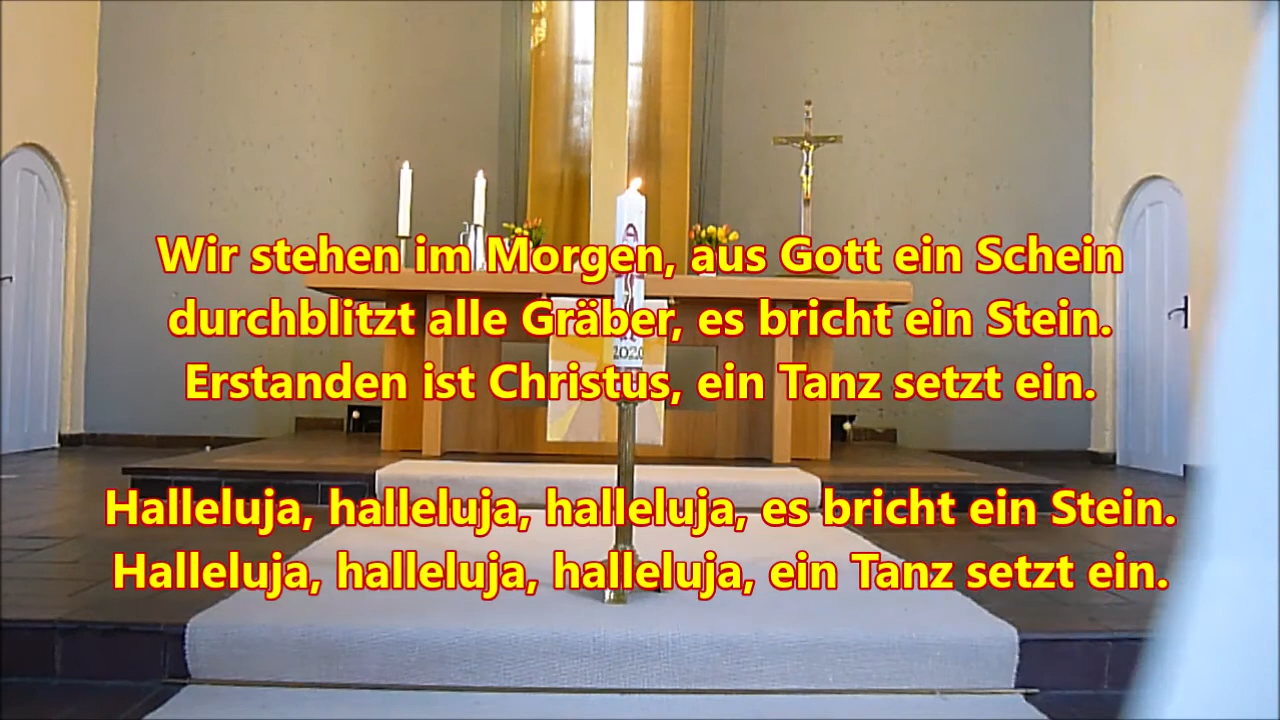 Wir stehen im Morgen, aus Gott ein Schein
durchblitzt alle Gräber, es bricht ein Stein.
Erstanden ist Christus, ein Tanz setzt ein.
Halleluja, halleluja, halleluja, es bricht ein Stein.
Halleluja, halleluja, halleluja, ein Tanz setzt ein.
2020